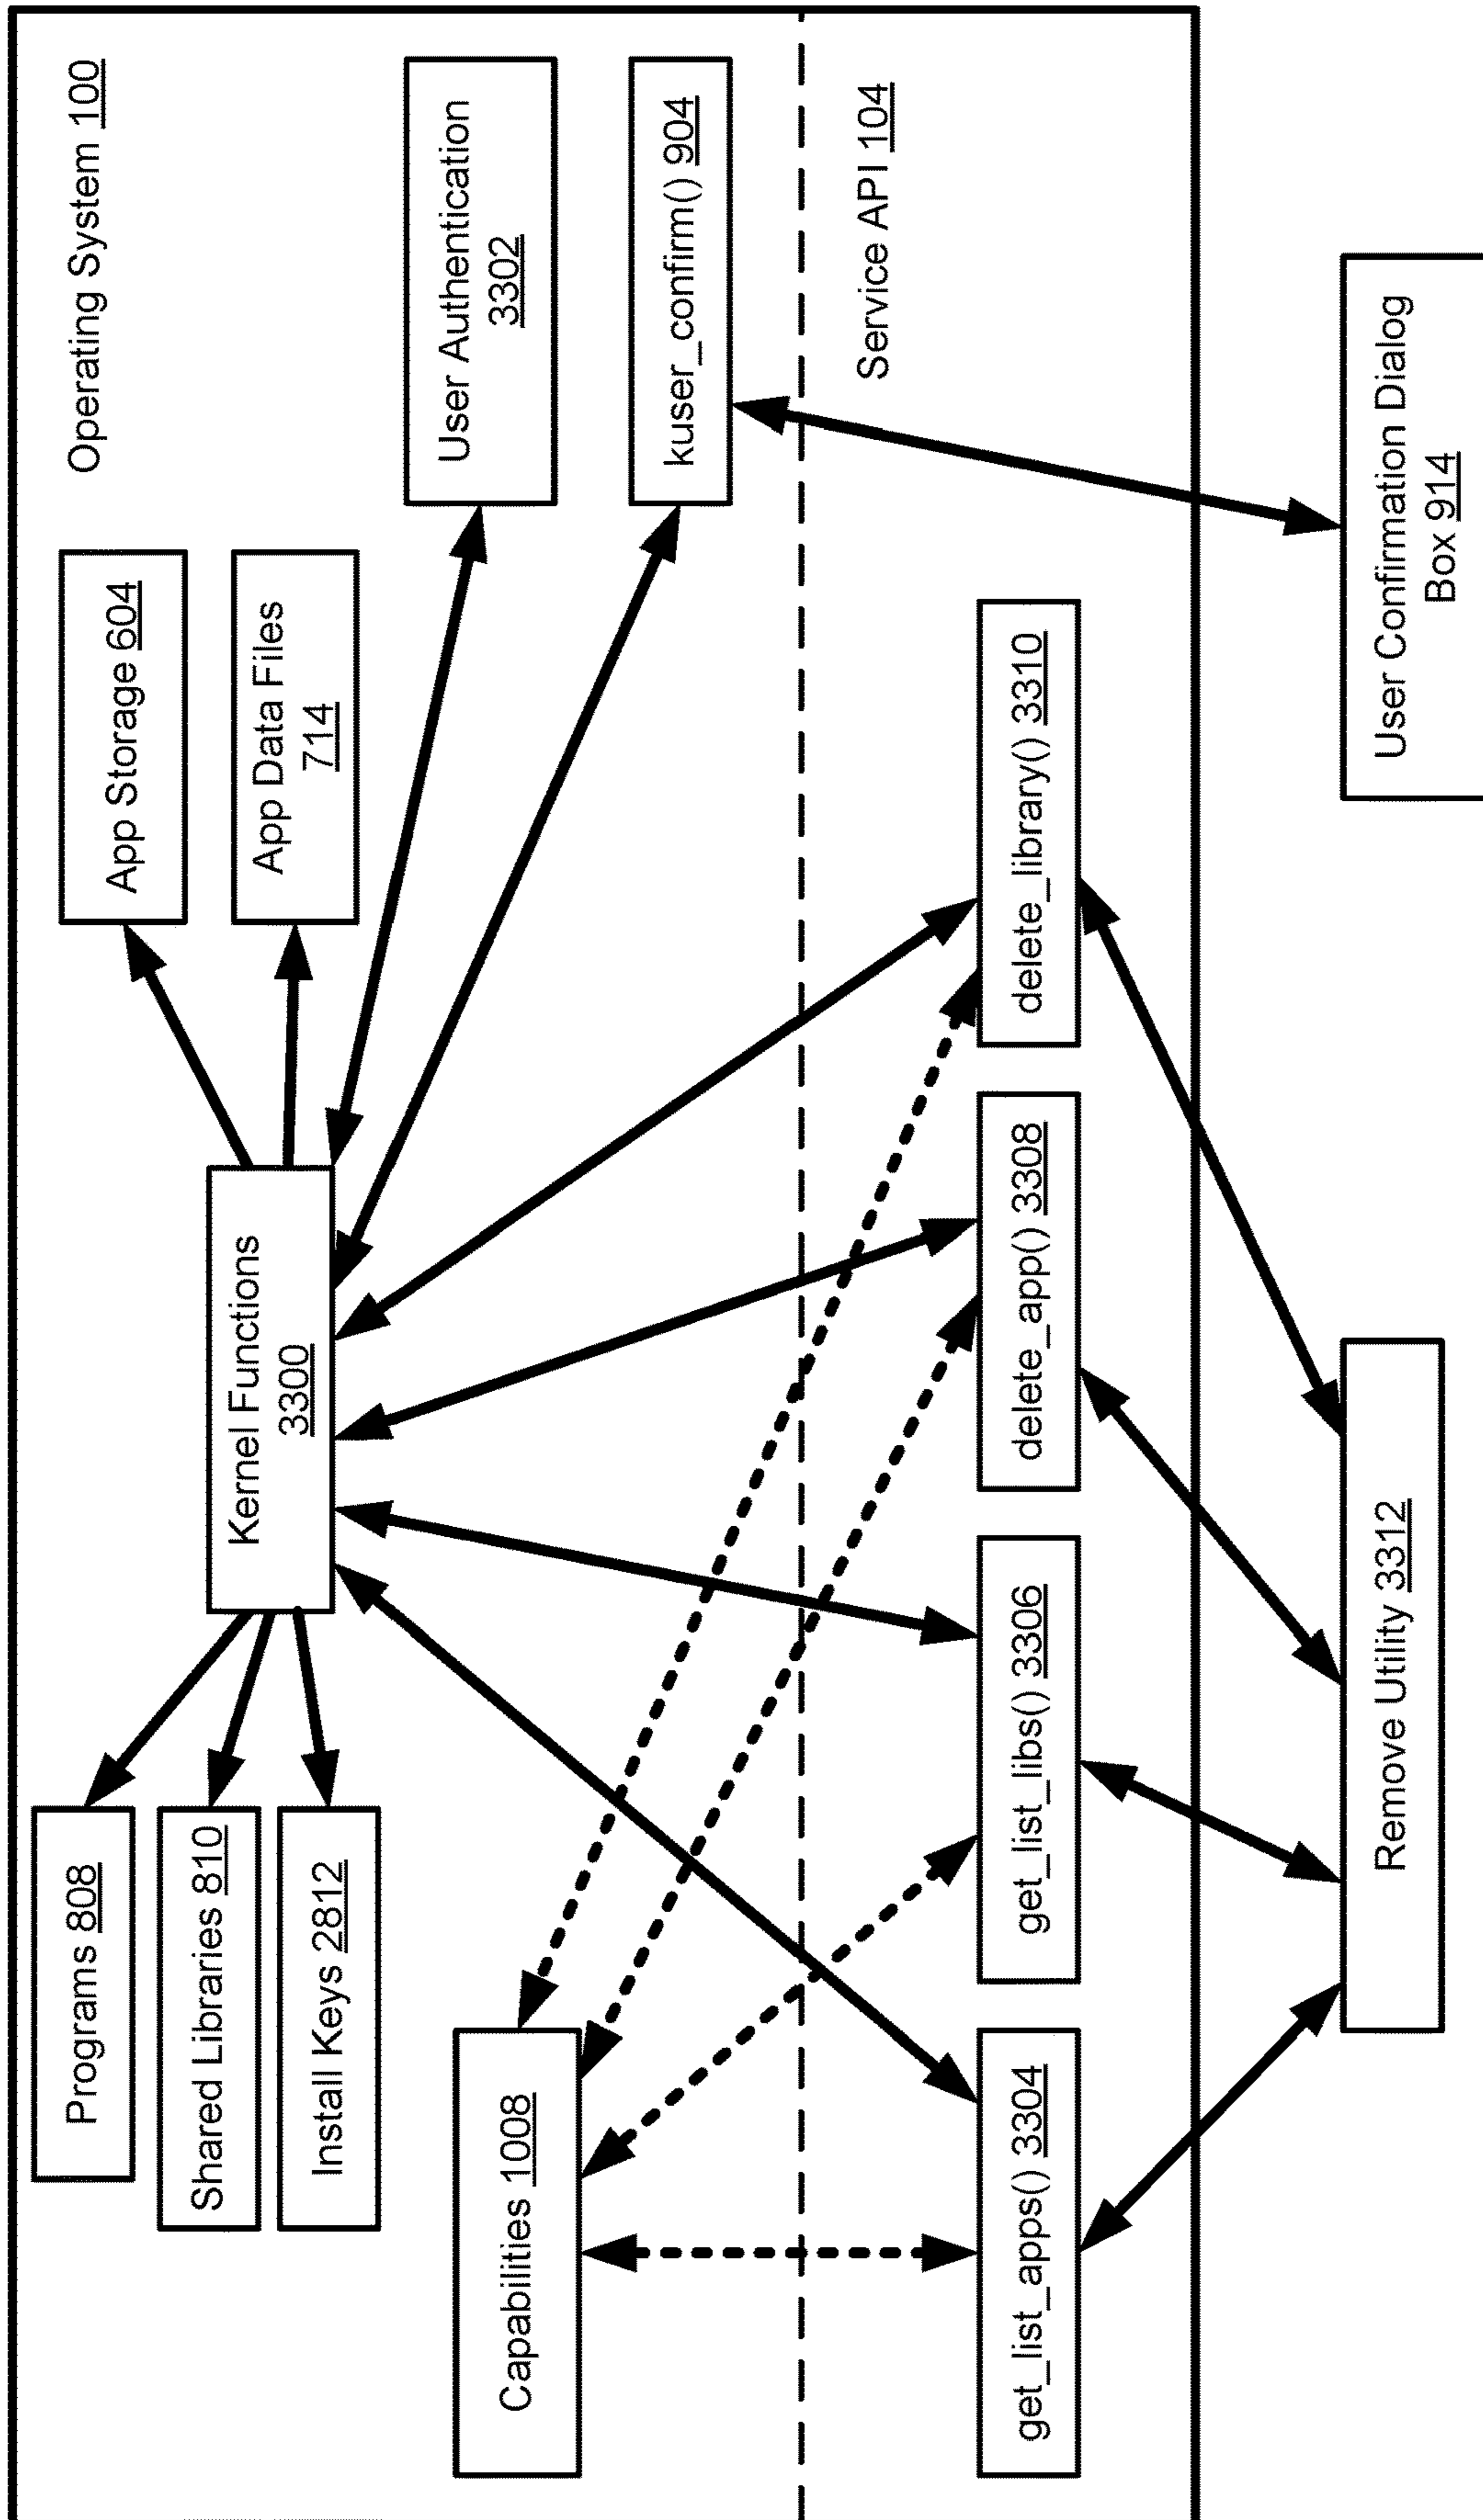 Operating System 100
Programs 808
Shared Libraries 810
Install Keys 2812
Kernel Functions
3300
App Storage 604
App Data Files
714
User Authentication
3302
kuser_confirm() 904
Capabilities 1008
Service API 104
get_list_apps() 3304
get_list_libs() 3306
delete_app() 3308
delete_library() 3310
Remove Utility 3312
User Confirmation Dialog
Box 914